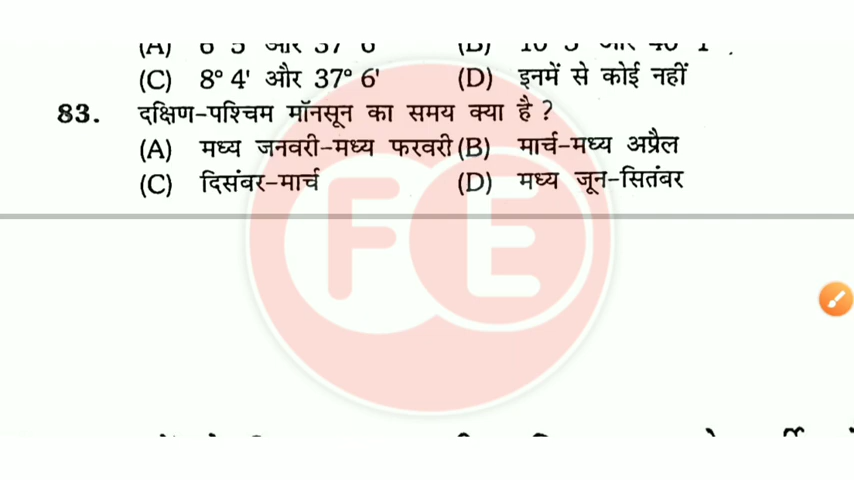 (C) 8° 4' और 37° 6' (D) इनमें से कोई नहीं
83. दक्षिण-पश्चिम मॉनसून का समय क्या है ?
(A) मध्य जनवरी-मध्य फरवरी (B) मार्च-मध्य अप्रैल
(C) दिसंबर-मार्च (D) मध्य जून-सितंबर
FE